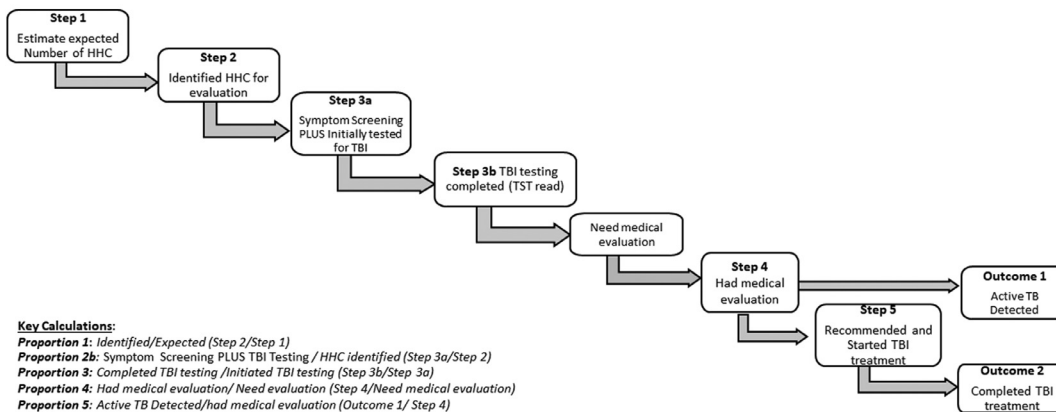 Step 1
Estimate expected
Number of HHC
Step 2
Identified HHC for
evaluation
Step 3a
Symptom Screening
PLUS Initially tested
for TBI
Step 3b TBI testing
completed (TST read)
Need medical
evaluation
Step 4
Had medical
evaluation
Outcome 1
Active TB
Detected
Step 5
Recommended and
Started TBI
treatment
Outcome 2
Completed TBI
treatment
Key Calculations:
Proportion 1: Identified/Expected (Step 2/Step 1)
Proportion 2b: Symptom Screening PLUS TBI Testing / HHC identified (Step 3a/Step 2)
Proportion 3: Completed TBI testing /Initiated TBI testing (Step 3b/Step 3a)
Proportion 4: Had medical evaluation/ Need evaluation (Step 4/Need medical evaluation)
Proportion 5: Active TB Detected/had medical evaluation (Outcome 1/ Step 4)